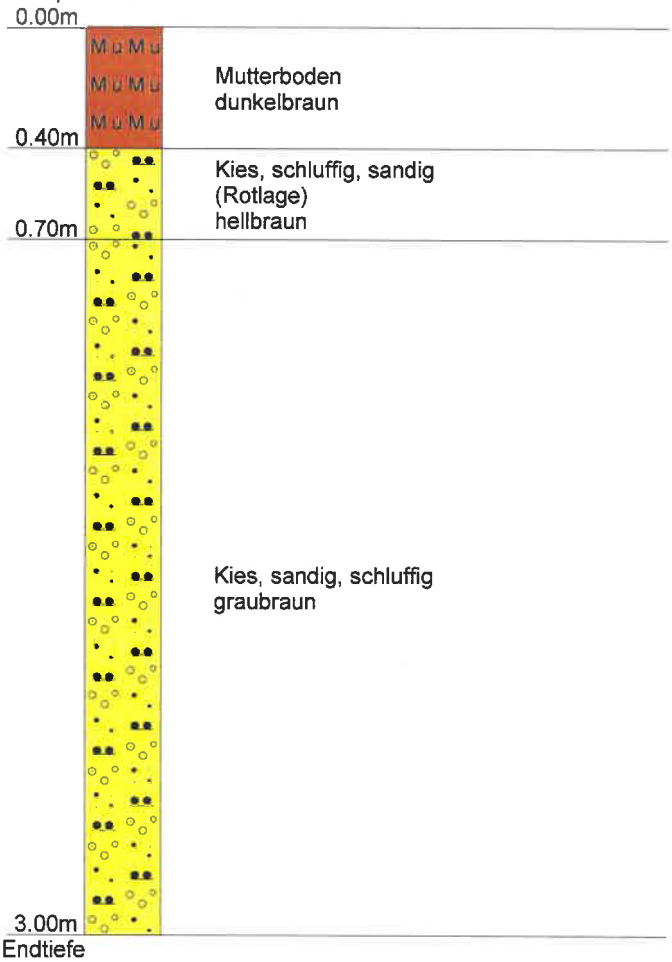 0.00m
Mu Mu
Mu Mu
Mu Mu
Mutterboden
dunkelbraun
0.40m
Kies, schluffig, sandig
(Rotlage)
hellbraun
0.70m
Kies, sandig, schluffig
graubraun
3.00m
Endtiefe